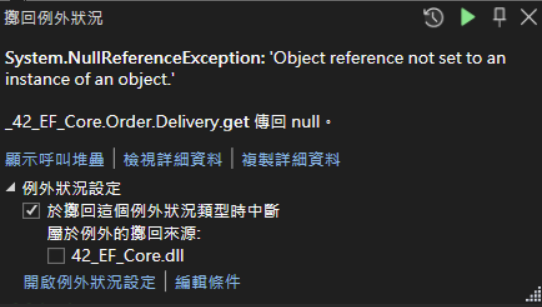 擲回例外狀況
System.NullReferenceException: 'Object reference not set to an
instance of an object.'
_42_EF_Core.Order.Delivery.get 傳回 null。
顯示呼叫堆疊 | 檢視詳細資料 | 複製詳細資料
例外狀況設定
於擲回這個例外狀況類型時中斷
屬於例外的擲回來源:
42_EF_Core.dll
開啟例外狀況設定 | 編輯條件